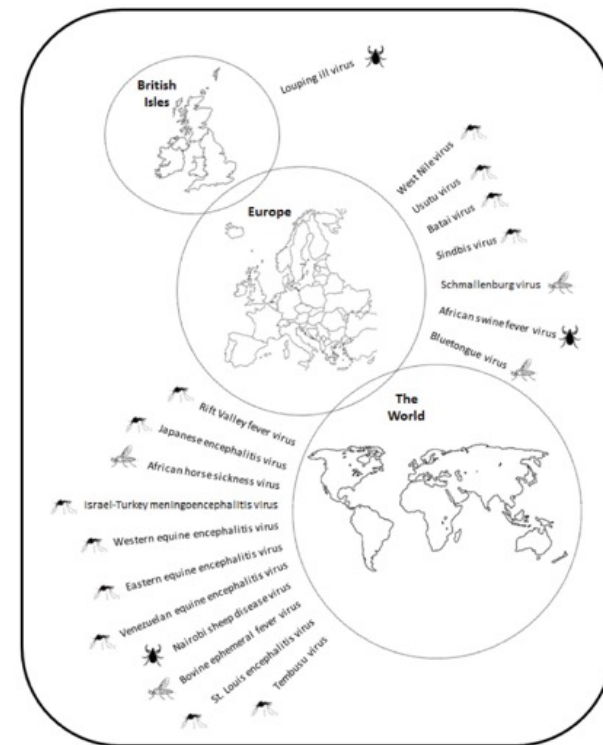 British
Isles
Louping ill virus
Europe
West Nile virus
Usutu virus
Batai virus
Sindbis virus
Schmallenburg virus
African swine fever virus
Bluetongue virus
The
World
Rift Valley fever virus
Japanese encephalitis virus
African horse sickness virus
Israel-Turkey meningoencephalitis virus
Western equine encephalitis virus
Eastern equine encephalitis virus
Venezuelan equine encephalitis virus
Nairobi sheep disease virus
Bovine ephemeral fever virus
St. Louis encephalitis virus
Tembusu virus